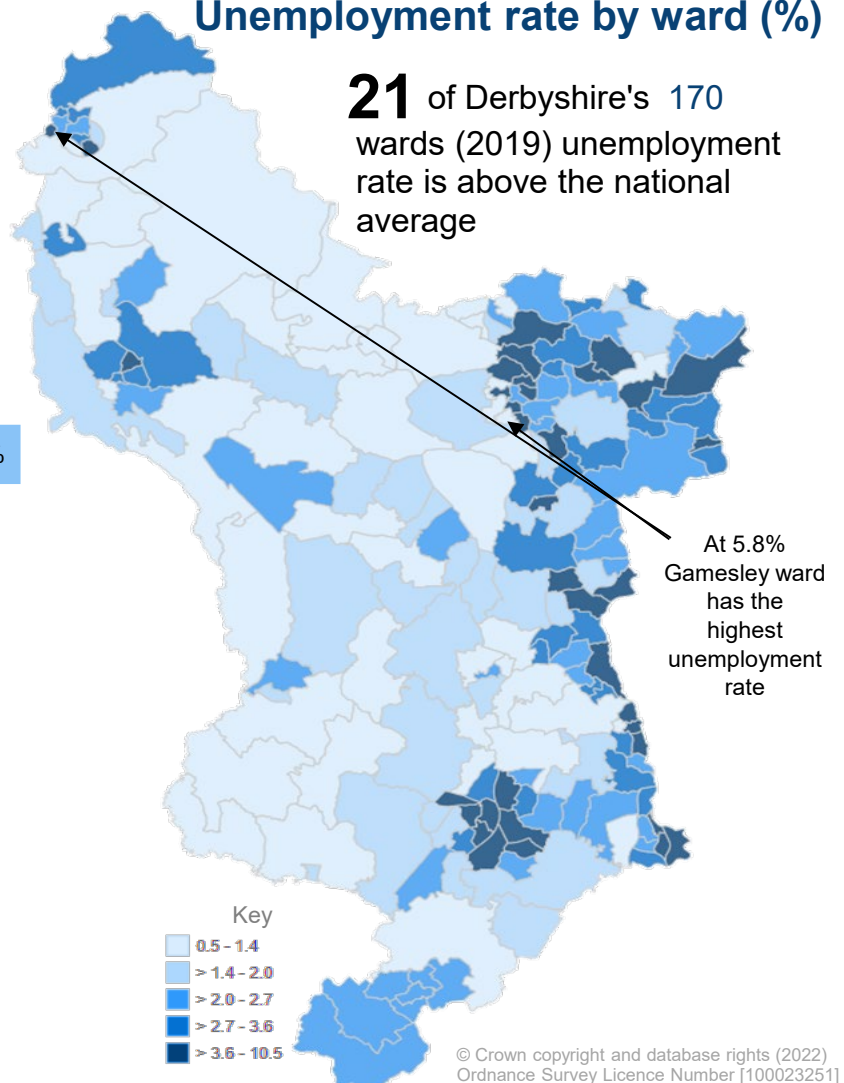 Unemployment rate by ward (%)
21 of Derbyshire's 170
wards (2019) unemployment
rate is above the national
average
At 5.8%
Gamesley ward
has the
highest
unemployment
rate
Key
0.5 - 1.4
> 1.4 - 2.0
> 2.0 - 2.7
> 2.7 - 3.6
> 3.6 - 10.5
© Crown copyright and database rights (2022)
Ordnance Survey Licence Number [100023251]